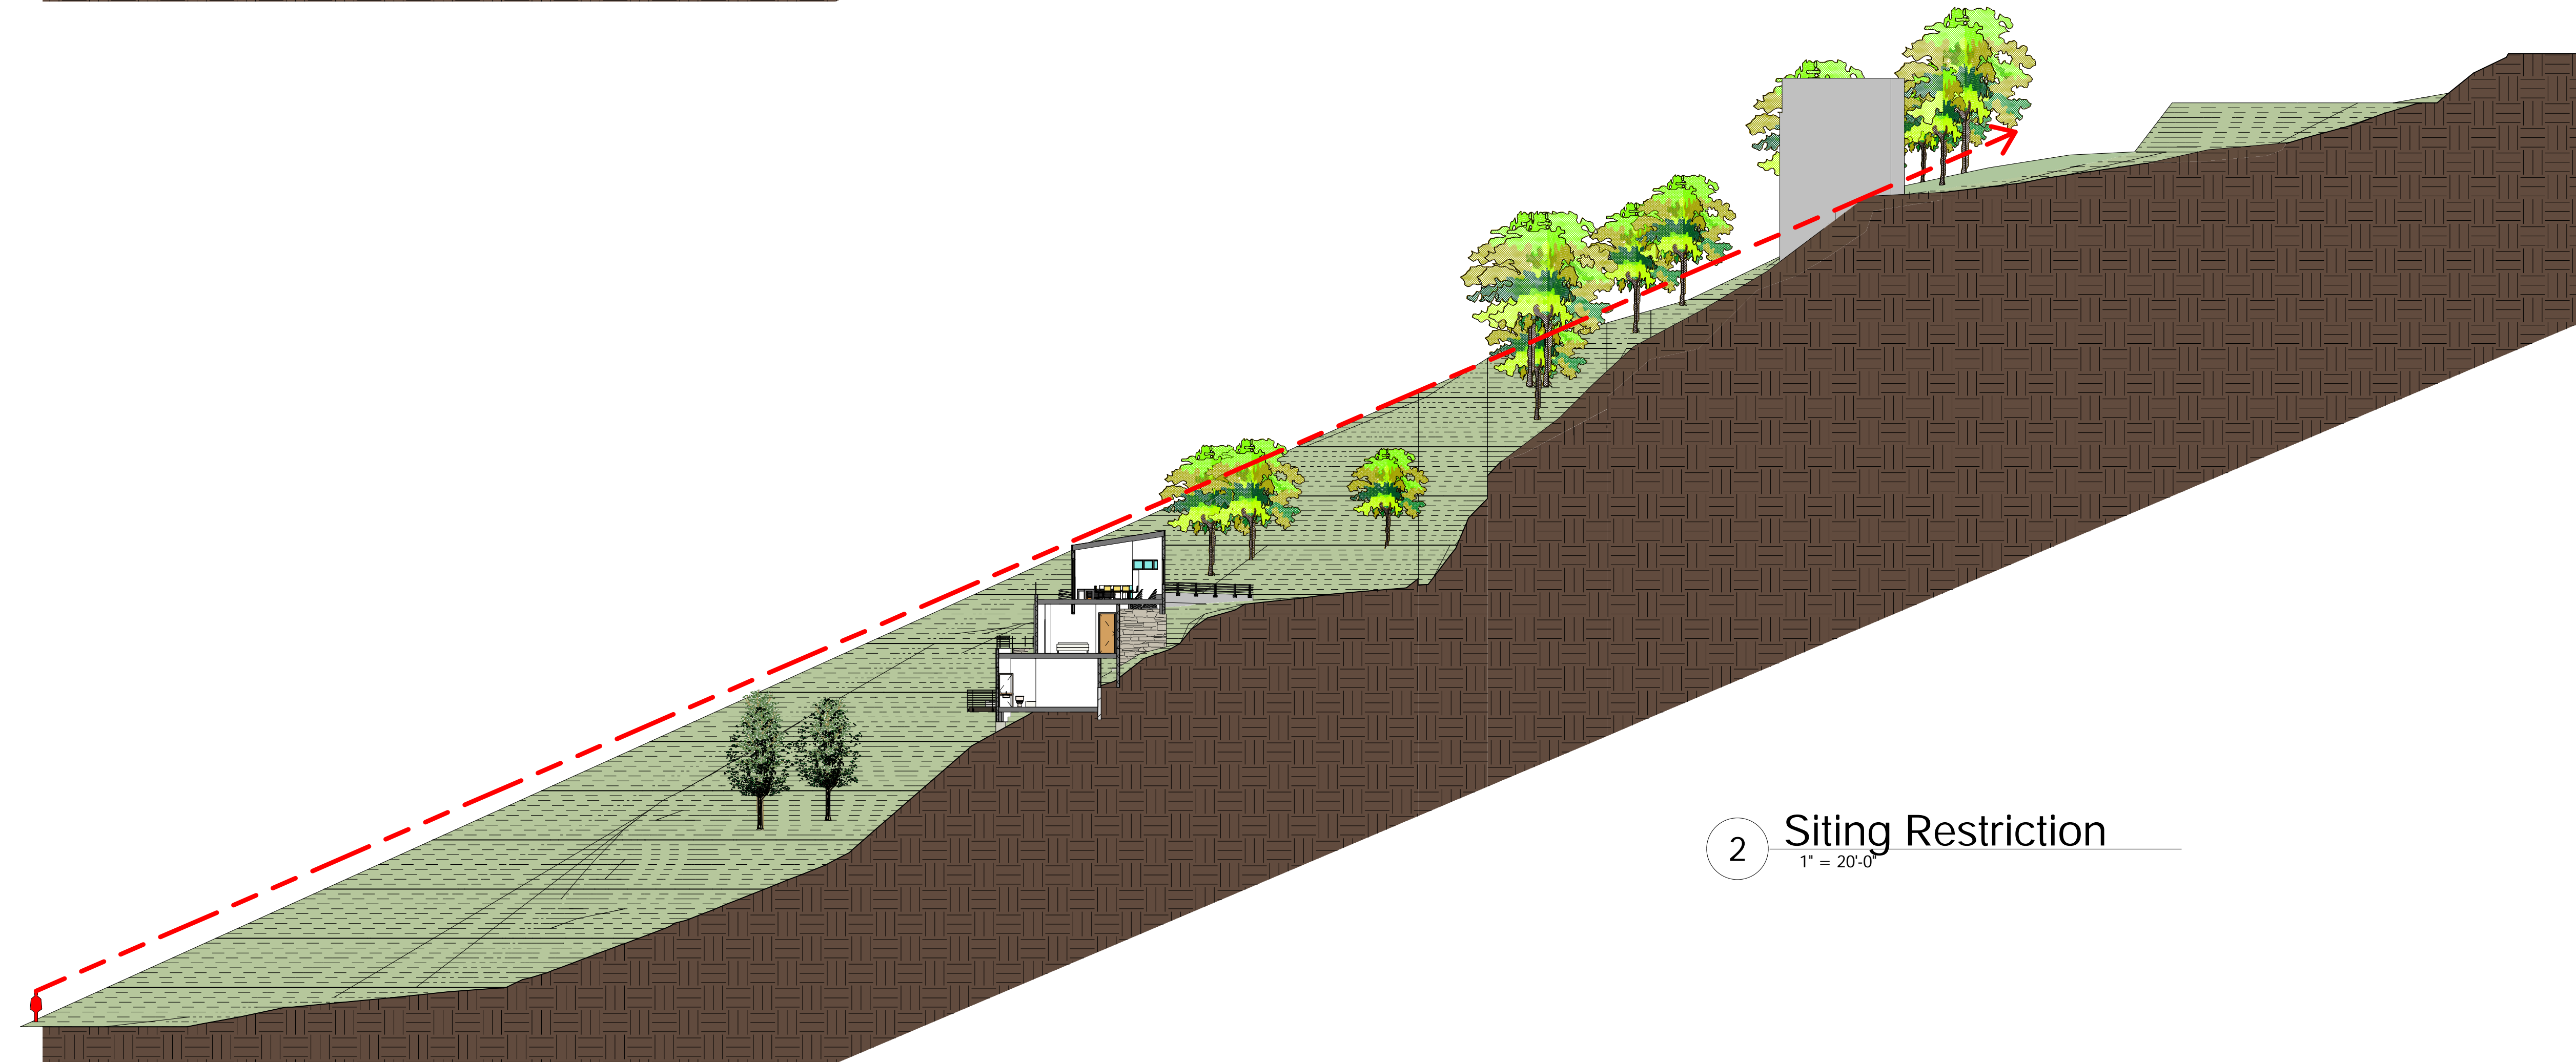 2
Siting Restriction
1" = 20'-0"